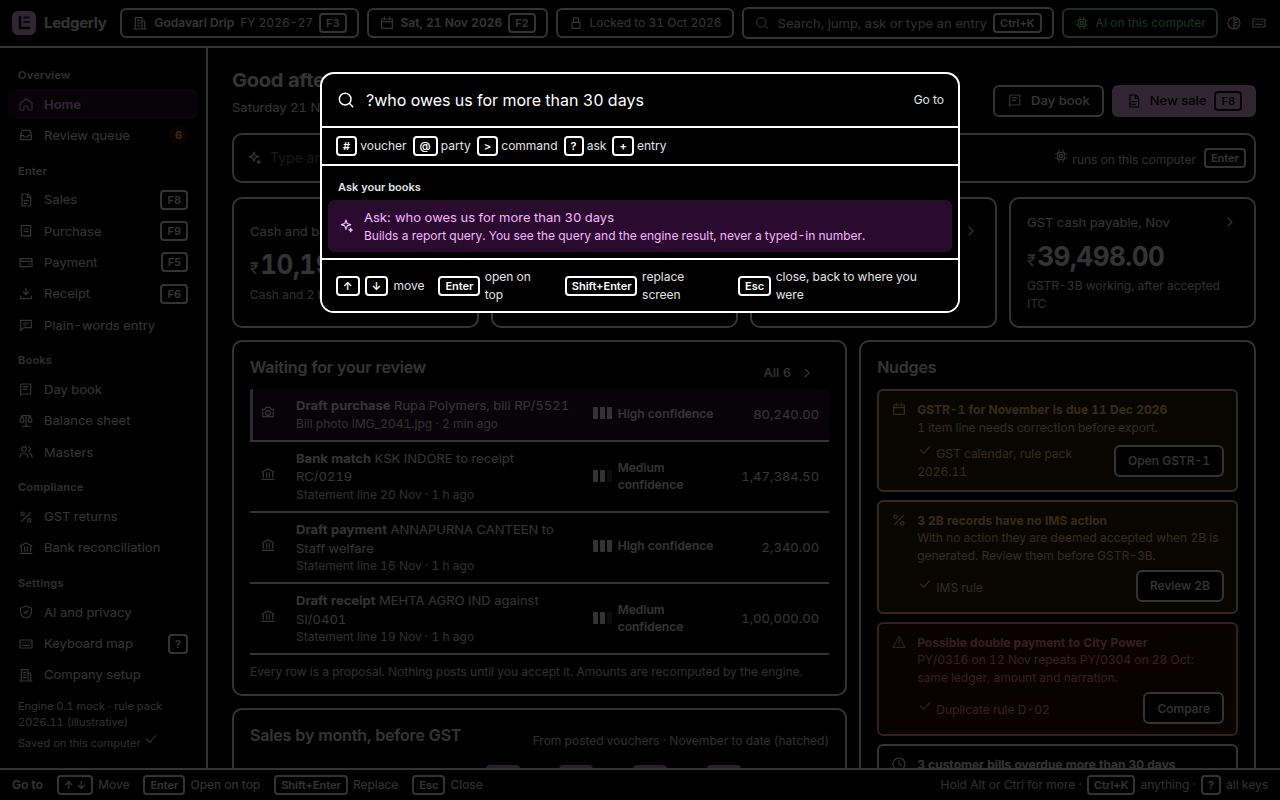 Ledgerly
Godavari Drip FY 2026-27 F3
Sat, 21 Nov 2026 F2
Locked to 31 Oct 2026
Search, jump, ask or type an entry Ctrl+K
AI on this computer
Overview
Home
Review queue 6
Enter
Sales F8
Purchase F9
Payment F5
Receipt F6
Plain-words entry
Books
Day book
Balance sheet
Masters
Compliance
GST returns
Bank reconciliation
Settings
AI and privacy
Keyboard map ?
Company setup
Engine 0.1 mock · rule pack
2026.11 (illustrative)
Saved on this computer
Good afte
Saturday 21 N
Day book
New sale F8
Type an
runs on this computer Enter
?who owes us for more than 30 days
Go to
# voucher @ party > command ? ask + entry
Ask your books
Ask: who owes us for more than 30 days
Builds a report query. You see the query and the engine result, never a typed-in number.
↑ ↓ move Enter open on top Shift+Enter replace screen Esc close, back to where you were
Cash and b
₹10,19
Cash and 2
GST cash payable, Nov
₹39,498.00
GSTR-3B working, after accepted
ITC
Waiting for your review
All 6
Draft purchase Rupa Polymers, bill RP/5521
Bill photo IMG_2041.jpg · 2 min ago
High confidence
80,240.00
Bank match KSK INDORE to receipt
RC/0219
Statement line 20 Nov · 1 h ago
Medium
confidence
1,47,384.50
Draft payment ANNAPURNA CANTEEN to
Staff welfare
Statement line 16 Nov · 1 h ago
High confidence
2,340.00
Draft receipt MEHTA AGRO IND against
SI/0401
Statement line 19 Nov · 1 h ago
Medium
confidence
1,00,000.00
Every row is a proposal. Nothing posts until you accept it. Amounts are recomputed by the engine.
Sales by month, before GST
From posted vouchers · November to date (hatched)
Nudges
GSTR-1 for November is due 11 Dec 2026
1 item line needs correction before export.
GST calendar, rule pack
2026.11
Open GSTR-1
3 2B records have no IMS action
With no action they are deemed accepted when 2B is
generated. Review them before GSTR-3B.
IMS rule
Review 2B
Possible double payment to City Power
PY/0316 on 12 Nov repeats PY/0304 on 28 Oct:
same ledger, amount and narration.
Duplicate rule D-02
Compare
3 customer bills overdue more than 30 days
Go to ↑ ↓ Move Enter Open on top Shift+Enter Replace Esc Close
Hold Alt or Ctrl for more · Ctrl+K anything · ? all keys